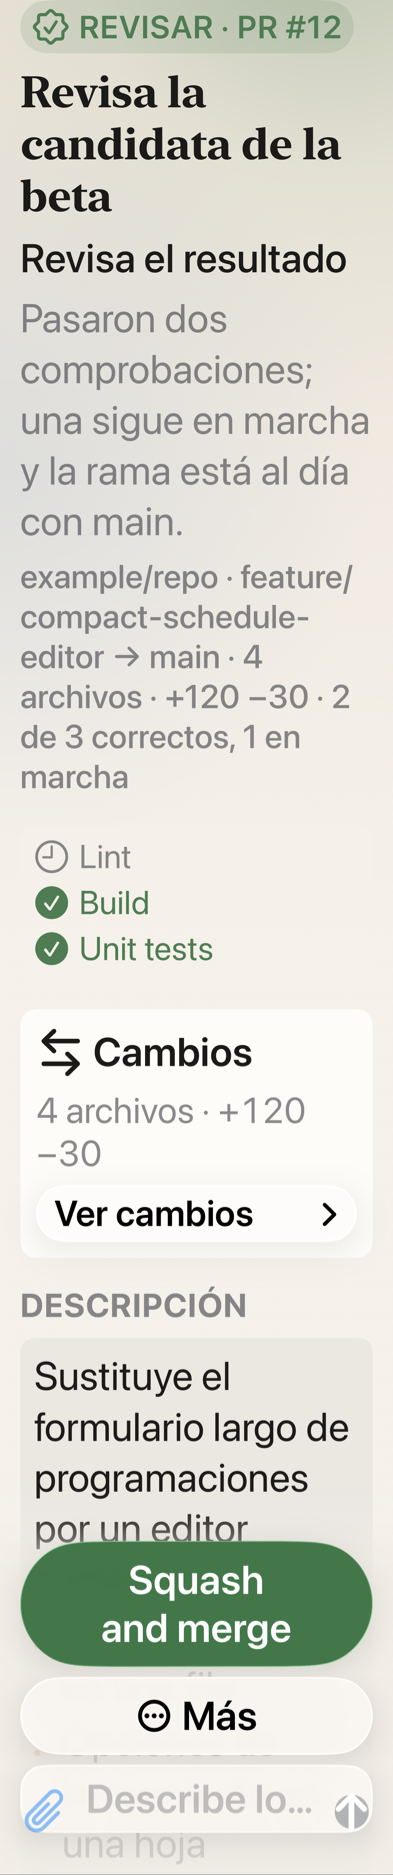 REVISAR · PR #12
Revisa la
candidata de la
beta
Revisa el resultado
Pasaron dos
comprobaciones;
una sigue en marcha
y la rama está al día
con main.
example/repo · feature/
compact-schedule-
editor → main · 4
archivos · +120 −30 · 2
de 3 correctos, 1 en
marcha
Lint
Build
Unit tests
Cambios
4 archivos · +120
−30
Ver cambios
DESCRIPCIÓN
Sustituye el
formulario largo de
programaciones
por un editor
Squash
and merge
Más
Describe lo...
una hoja